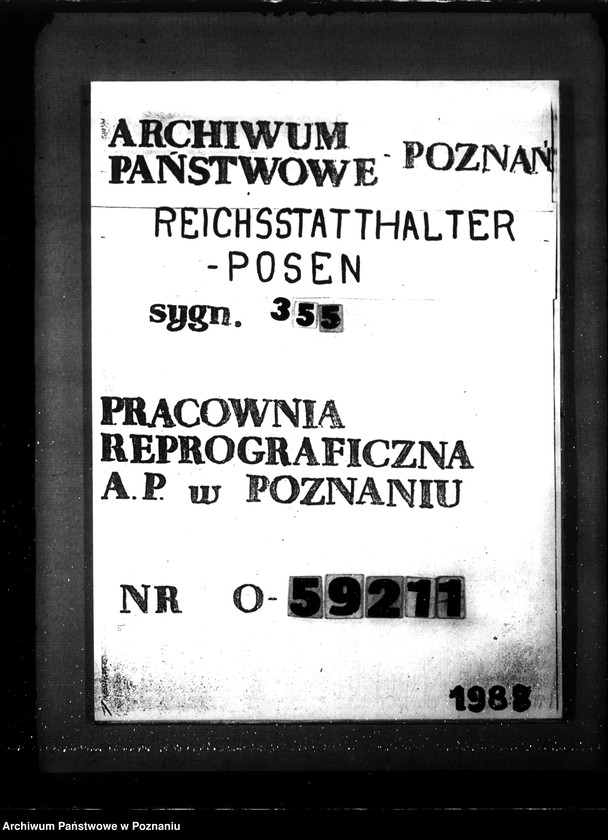 ARCHIWUM
PAŃSTWOWE - POZNAŃ
REICHSSTATTHALTER
-POSEN
sygn. 355
PRACOWNIA
REPROGRAFICZNA
A.P. w POZNANIU
NR O-59211
1988
Archiwum Państwowe w Poznaniu